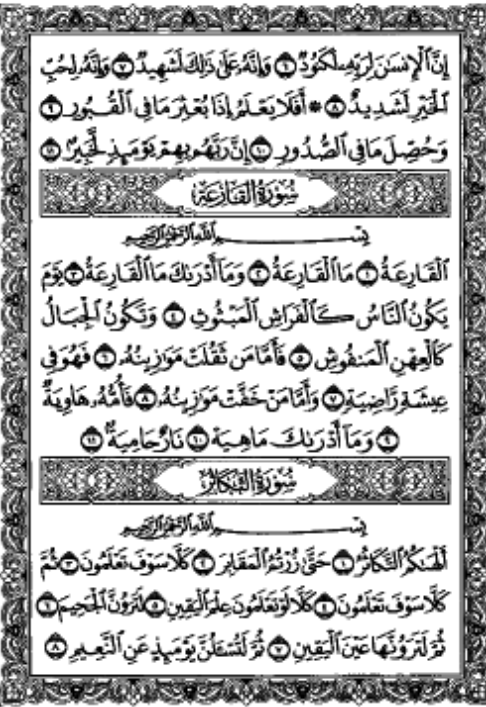 إِنَّ ٱلْإِنسَٰنَ لِرَبِّهِۦ لَكَنُودٌ ٦ وَإِنَّهُۥ عَلَىٰ ذَٰلِكَ لَشَهِيدٌ ٧ وَإِنَّهُۥ لِحُبِّ
ٱلْخَيْرِ لَشَدِيدٌ ٨ ۞ أَفَلَا يَعْلَمُ إِذَا بُعْثِرَ مَا فِى ٱلْقُبُورِ ٩
وَحُصِّلَ مَا فِى ٱلصُّدُورِ ١٠ إِنَّ رَبَّهُم بِهِمْ يَوْمَئِذٍ لَّخَبِيرٌۢ ١١
سُورَةُ القَارِعَةِ
بِسْمِ ٱللَّهِ ٱلرَّحْمَٰنِ ٱلرَّحِيمِ
ٱلْقَارِعَةُ ١ مَا ٱلْقَارِعَةُ ٢ وَمَآ أَدْرَىٰكَ مَا ٱلْقَارِعَةُ ٣ يَوْمَ
يَكُونُ ٱلنَّاسُ كَٱلْفَرَاشِ ٱلْمَبْثُوثِ ٤ وَتَكُونُ ٱلْجِبَالُ
كَٱلْعِهْنِ ٱلْمَنفُوشِ ٥ فَأَمَّا مَن ثَقُلَتْ مَوَٰزِينُهُۥ ٦ فَهُوَ فِى
عِيشَةٍ رَّاضِيَةٍ ٧ وَأَمَّا مَنْ خَفَّتْ مَوَٰزِينُهُۥ ٨ فَأُمُّهُۥ هَاوِيَةٌ
٩ وَمَآ أَدْرَىٰكَ مَا هِيَهْ ١٠ نَارٌ حَامِيَةٌۢ ١١
سُورَةُ التَّكَاثُرِ
بِسْمِ ٱللَّهِ ٱلرَّحْمَٰنِ ٱلرَّحِيمِ
أَلْهَىٰكُمُ ٱلتَّكَاثُرُ ١ حَتَّىٰ زُرْتُمُ ٱلْمَقَابِرَ ٢ كَلَّا سَوْفَ تَعْلَمُونَ ٣ ثُمَّ
كَلَّا سَوْفَ تَعْلَمُونَ ٤ كَلَّا لَوْ تَعْلَمُونَ عِلْمَ ٱلْيَقِينِ ٥ لَتَرَوُنَّ ٱلْجَحِيمَ ٦
ثُمَّ لَتَرَوُنَّهَا عَيْنَ ٱلْيَقِينِ ٧ ثُمَّ لَتُسْـَٔلُنَّ يَوْمَئِذٍ عَنِ ٱلنَّعِيمِ ٨